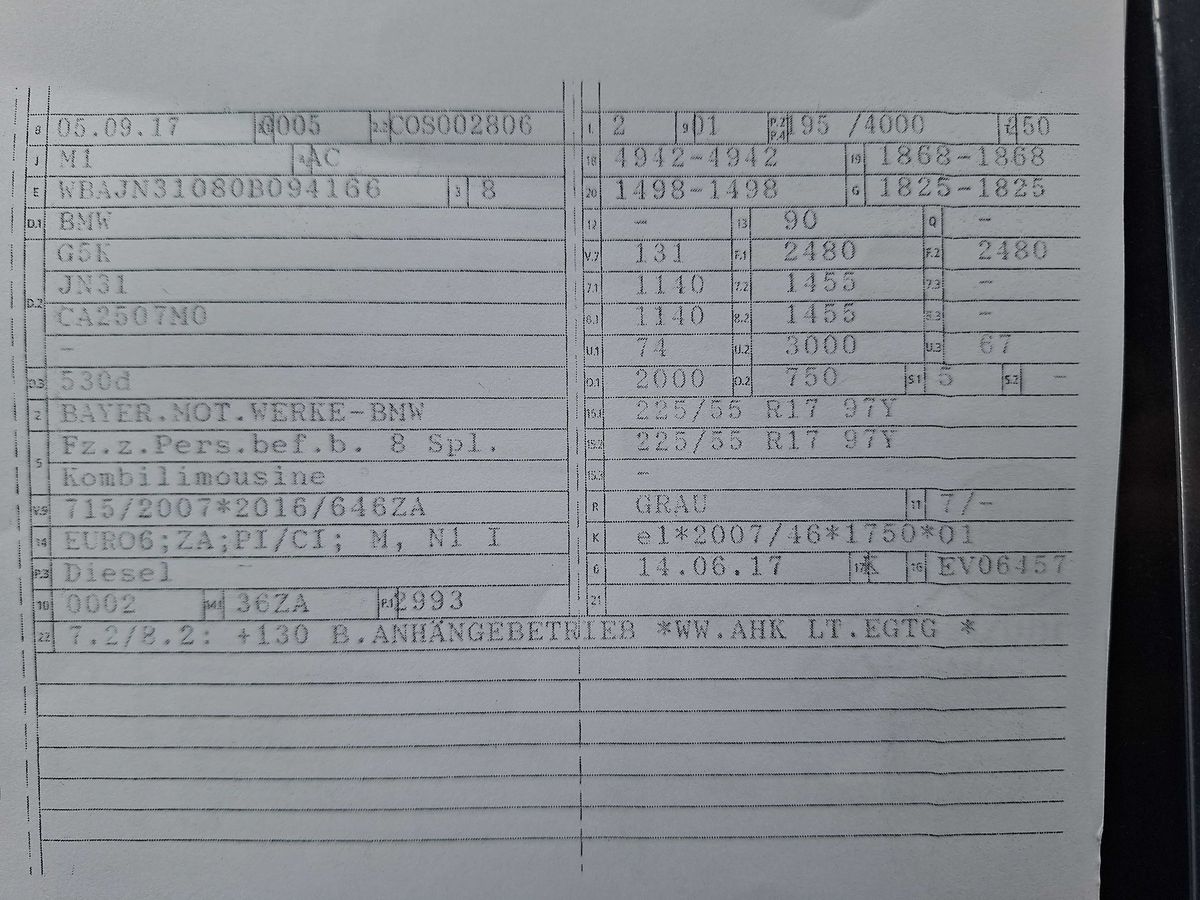 B 05.09.17 2.1 0005 2.2 COS002806
J M1 4 AC
E WBAJN31080B094166 3 8
D.1 BMW
D.2 G5K
JN31
CA2507M0
-
D.3 530d
2 BAYER.MOT.WERKE-BMW
5 Fz.z.Pers.bef.b. 8 Spl.
Kombilimousine
V.9 715/2007*2016/646ZA
14 EURO6;ZA;PI/CI; M, N1 I
P.3 Diesel
10 0002 14.1 36ZA P.1 2993
L 2 9 01 P.2 P.4 195 /4000 T 250
18 4942-4942 19 1868-1868
20 1498-1498 G 1825-1825
12 - 13 90 Q -
V.7 131 F.1 2480 F.2 2480
7.1 1140 7.2 1455 7.3 -
8.1 1140 8.2 1455 8.3 -
U.1 74 U.2 3000 U.3 67
O.1 2000 O.2 750 S.1 5 S.2 -
15.1 225/55 R17 97Y
15.2 225/55 R17 97Y
15.3 -
R GRAU 11 7/-
K e1*2007/46*1750*01
6 14.06.17 17 K 16 EV06457
21
22 7.2/8.2: +130 B.ANHÄNGEBETRIEB *WW.AHK LT.EGTG *